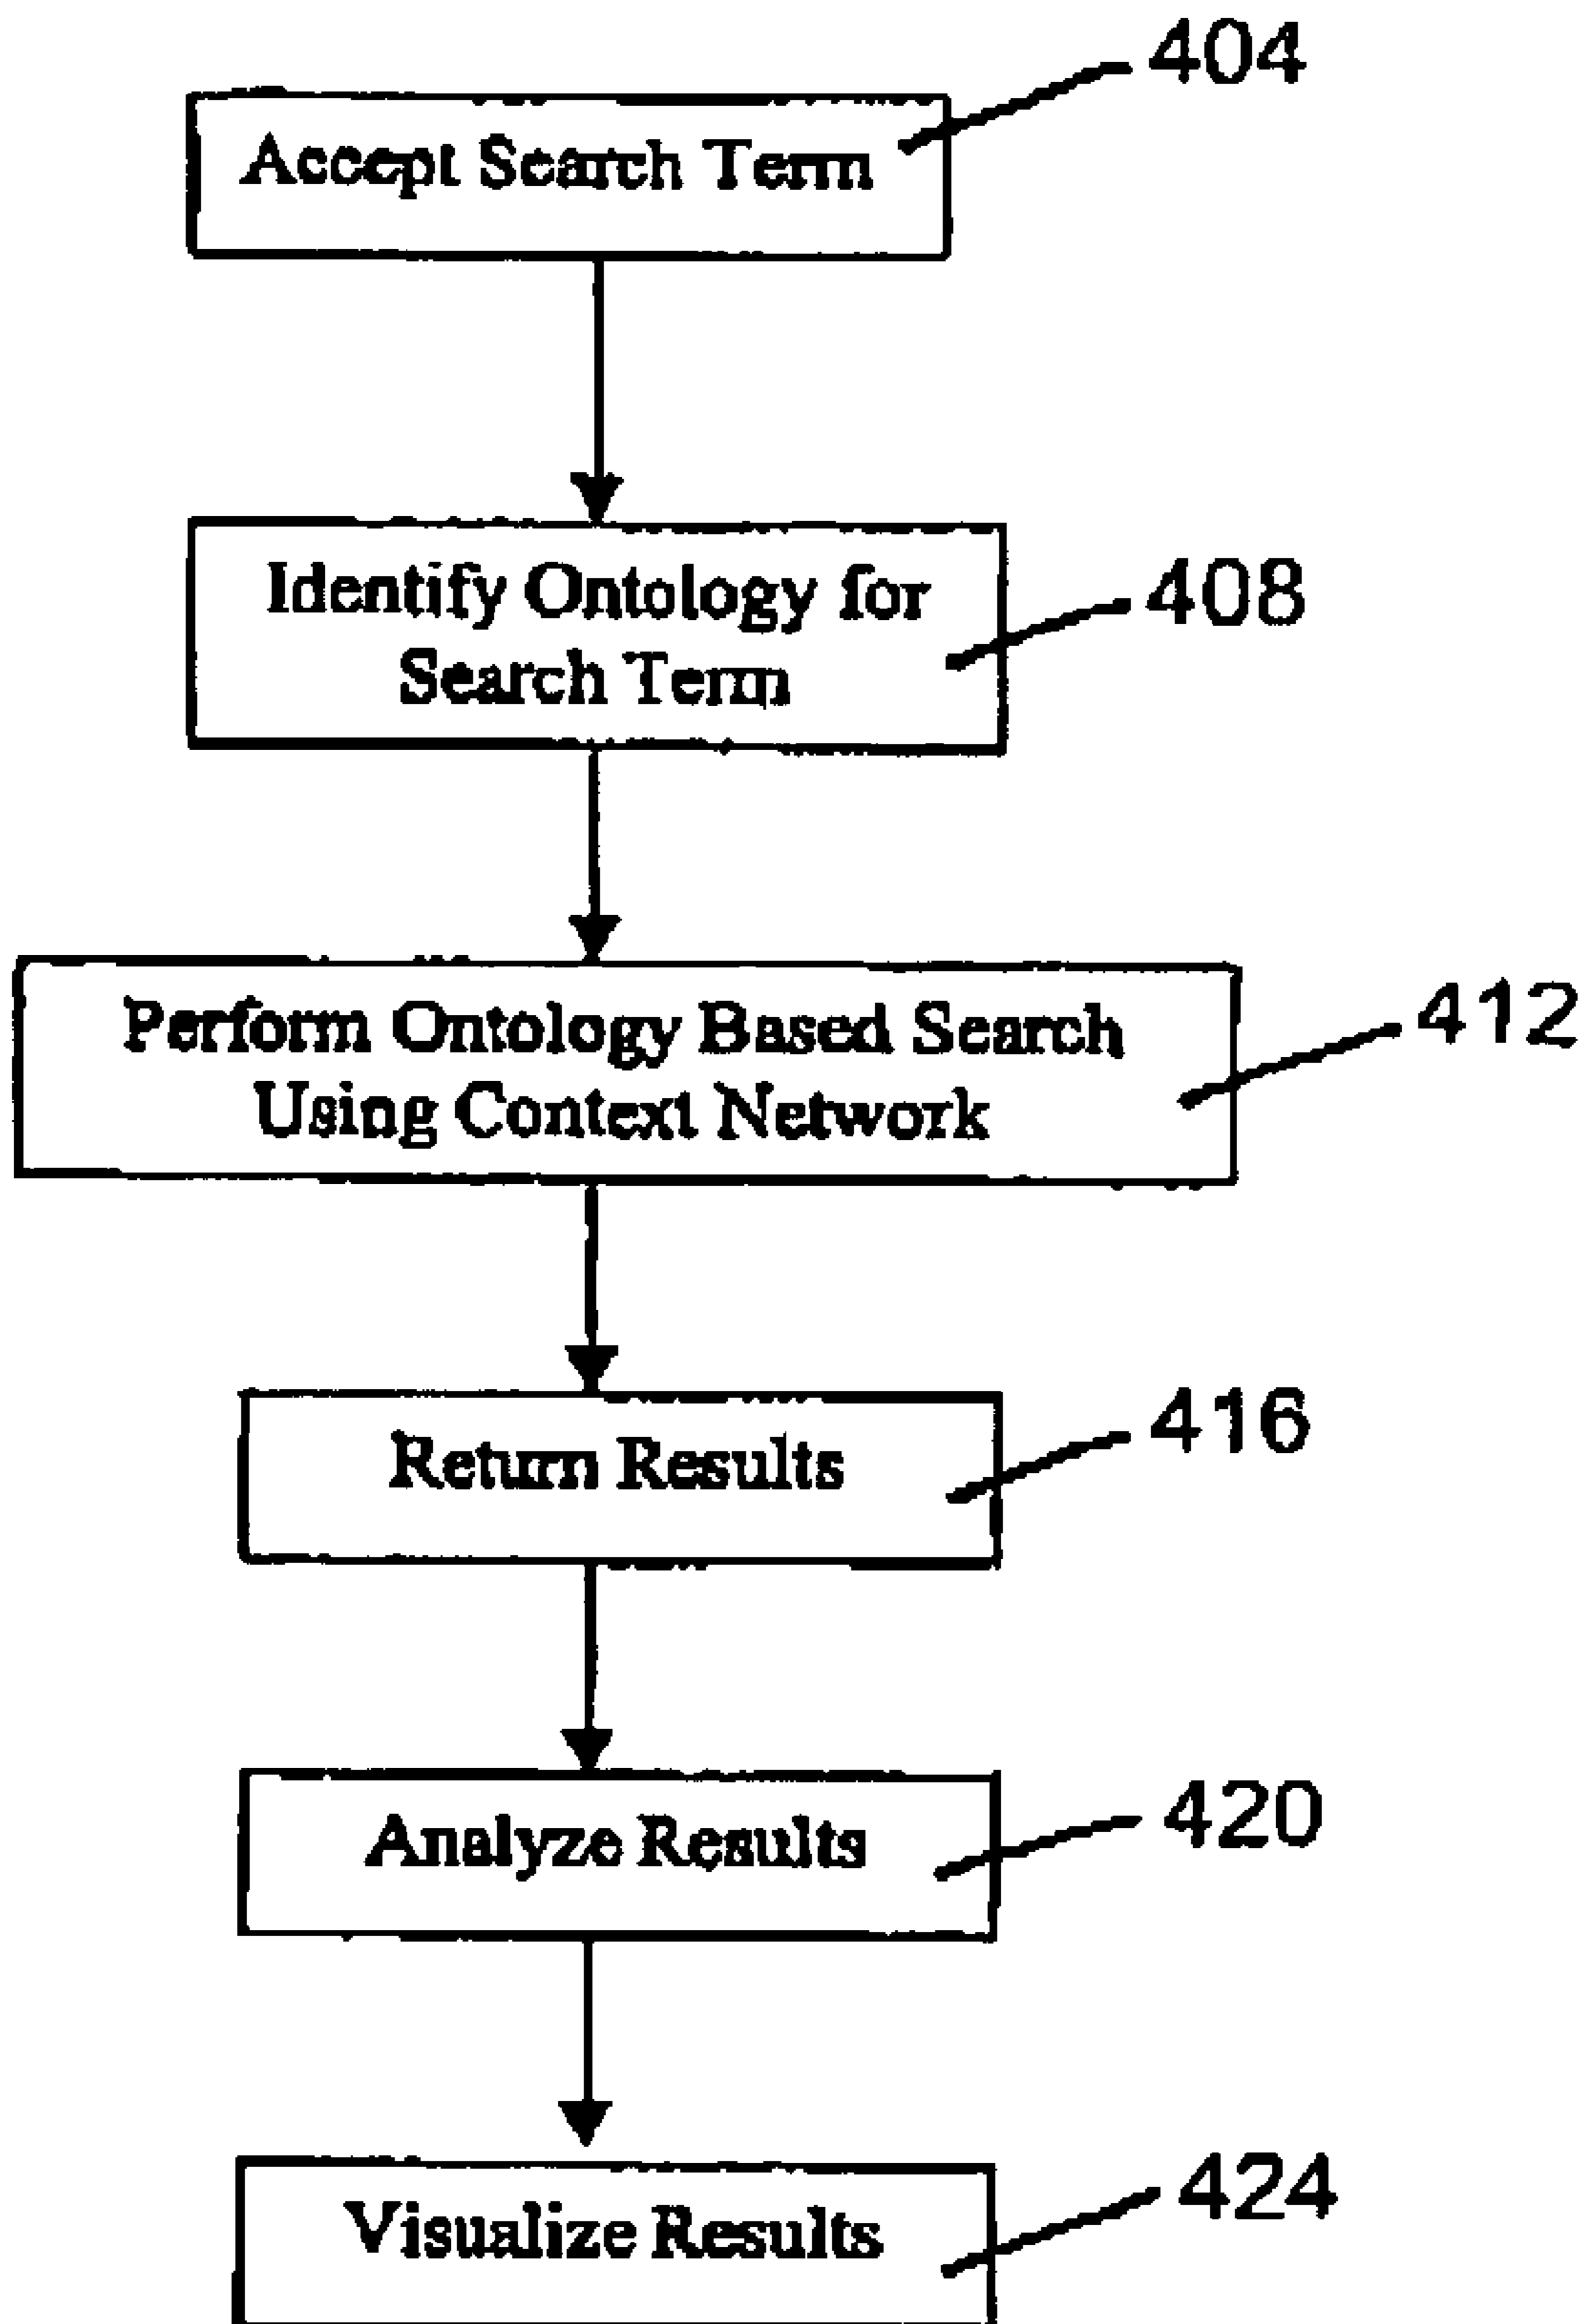 404
Accept Search Term
Identify Ontology for
Search Term
408
Perform Ontology Based Search
Using Context Network
412
Return Results
416
Analyze Results
420
Visualize Results
424